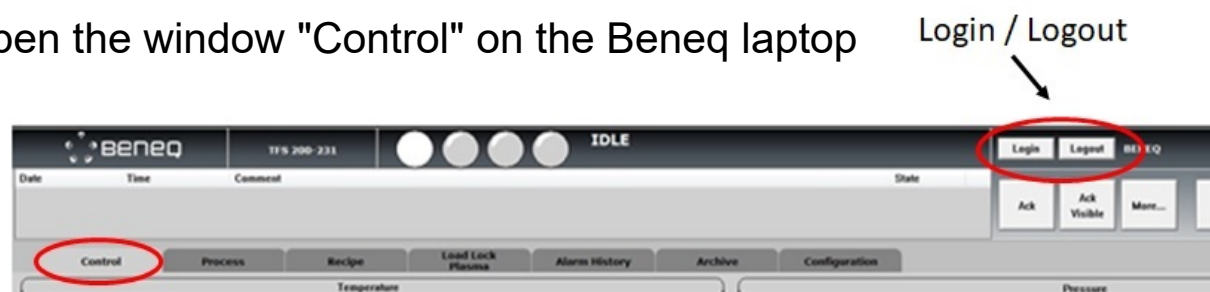 pen the window "Control" on the Beneq laptop
Login / Logout
BENEQ
TFS 200-231
IDLE
Login
Logout
BENEQ
Date
Time
Comment
State
Ack
Ack
Visible
More...
Control
Process
Recipe
Load Lock
Plasma
Alarm History
Archive
Configuration
Temperature
Pressure